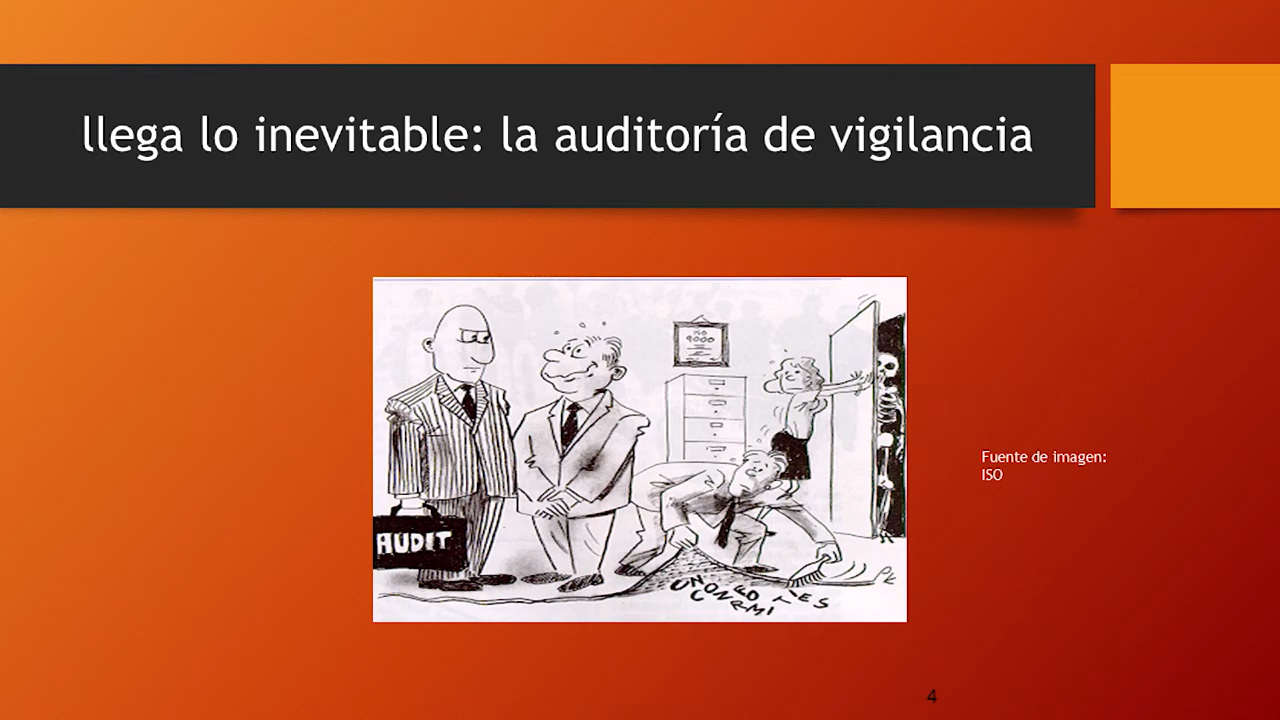 llega lo inevitable: la auditoría de vigilancia
ISO
9000
AUDIT
Fuente de imagen:
ISO
4